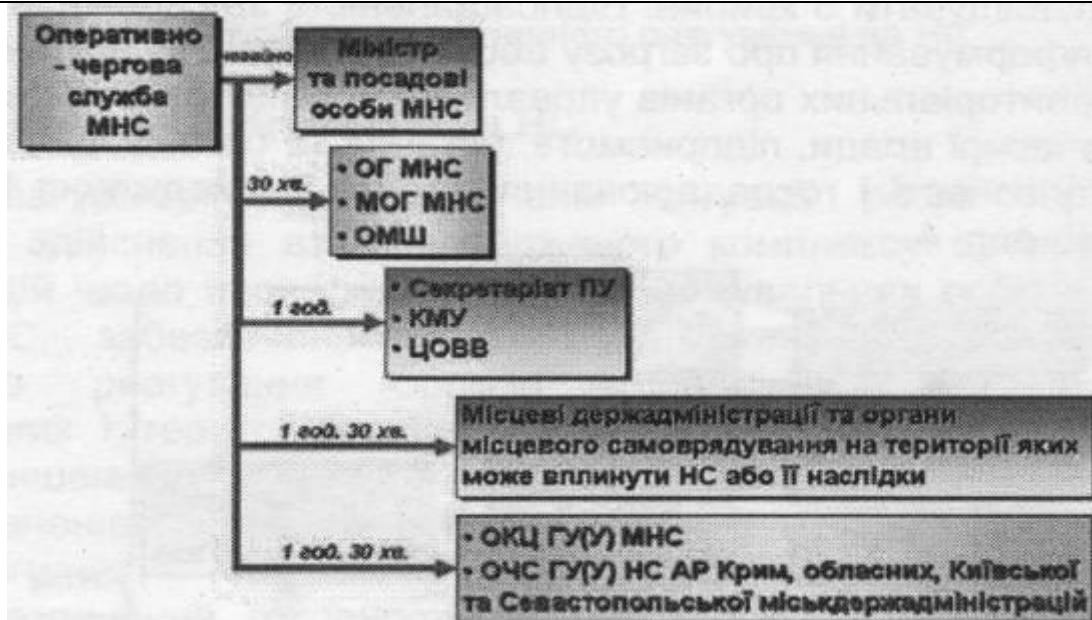 Оперативно
- чергова
служба
МНС
негайно
Міністр
та посадові
особи МНС
30 хв.
• ОГ МНС
• МОГ МНС
• ОМШ
1 год.
• Секретаріат ПУ
• КМУ
• ЦОВВ
1 год. 30 хв.
Місцеві держадміністрації та органи
місцевого самоврядування на території яких
може вплинути НС або її наслідки
1 год. 30 хв.
• ОКЦ ГУ(У) МНС
• ОЧС ГУ(У) НС АР Крим, обласних, Київської
та Севастопольської міськдержадміністрацій